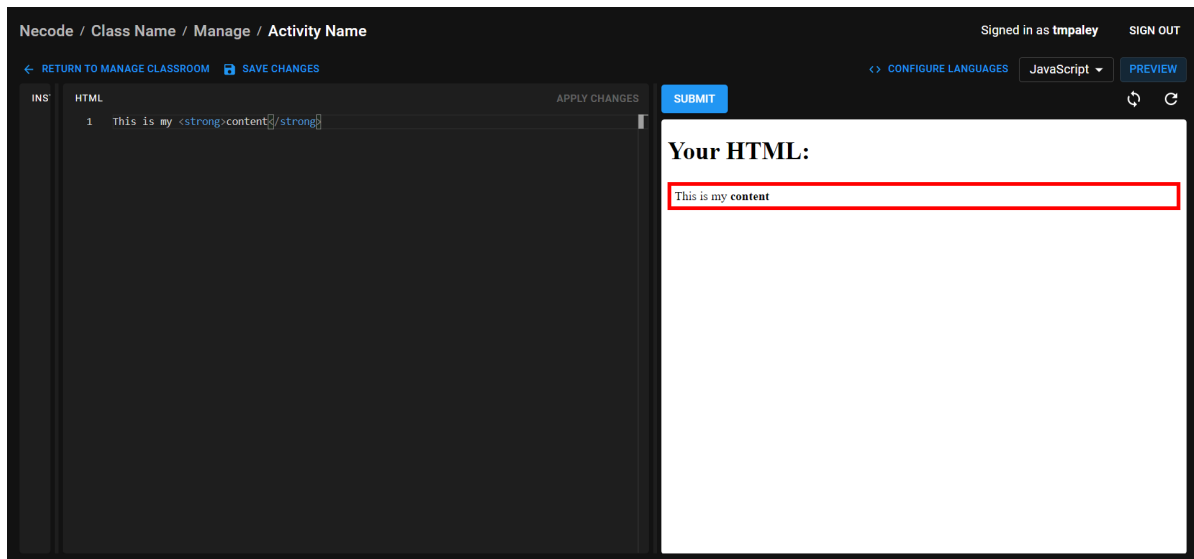 Necode / Class Name / Manage / Activity Name
Signed in as tmpaley SIGN OUT
RETURN TO MANAGE CLASSROOM SAVE CHANGES
<> CONFIGURE LANGUAGES JavaScript PREVIEW
INS
HTML APPLY CHANGES
1 This is my <strong>content</strong>
SUBMIT
Your HTML:
This is my content